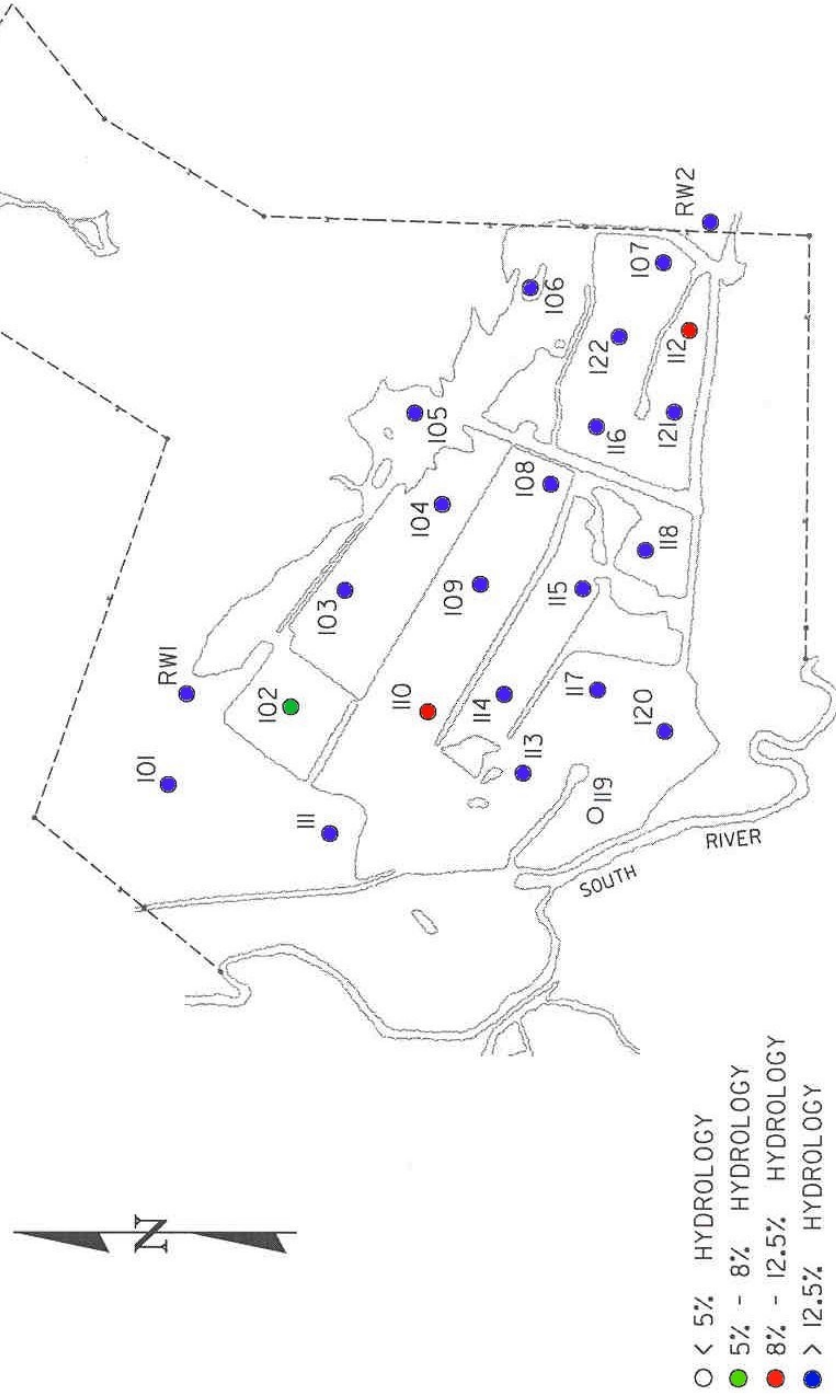 RW1
101
102
111
103
104
105
106
RW2
107
122
112
116
121
108
109
110
118
115
114
117
113
120
119
SOUTH RIVER
N
< 5% HYDROLOGY
5% - 8% HYDROLOGY
8% - 12.5% HYDROLOGY
> 12.5% HYDROLOGY